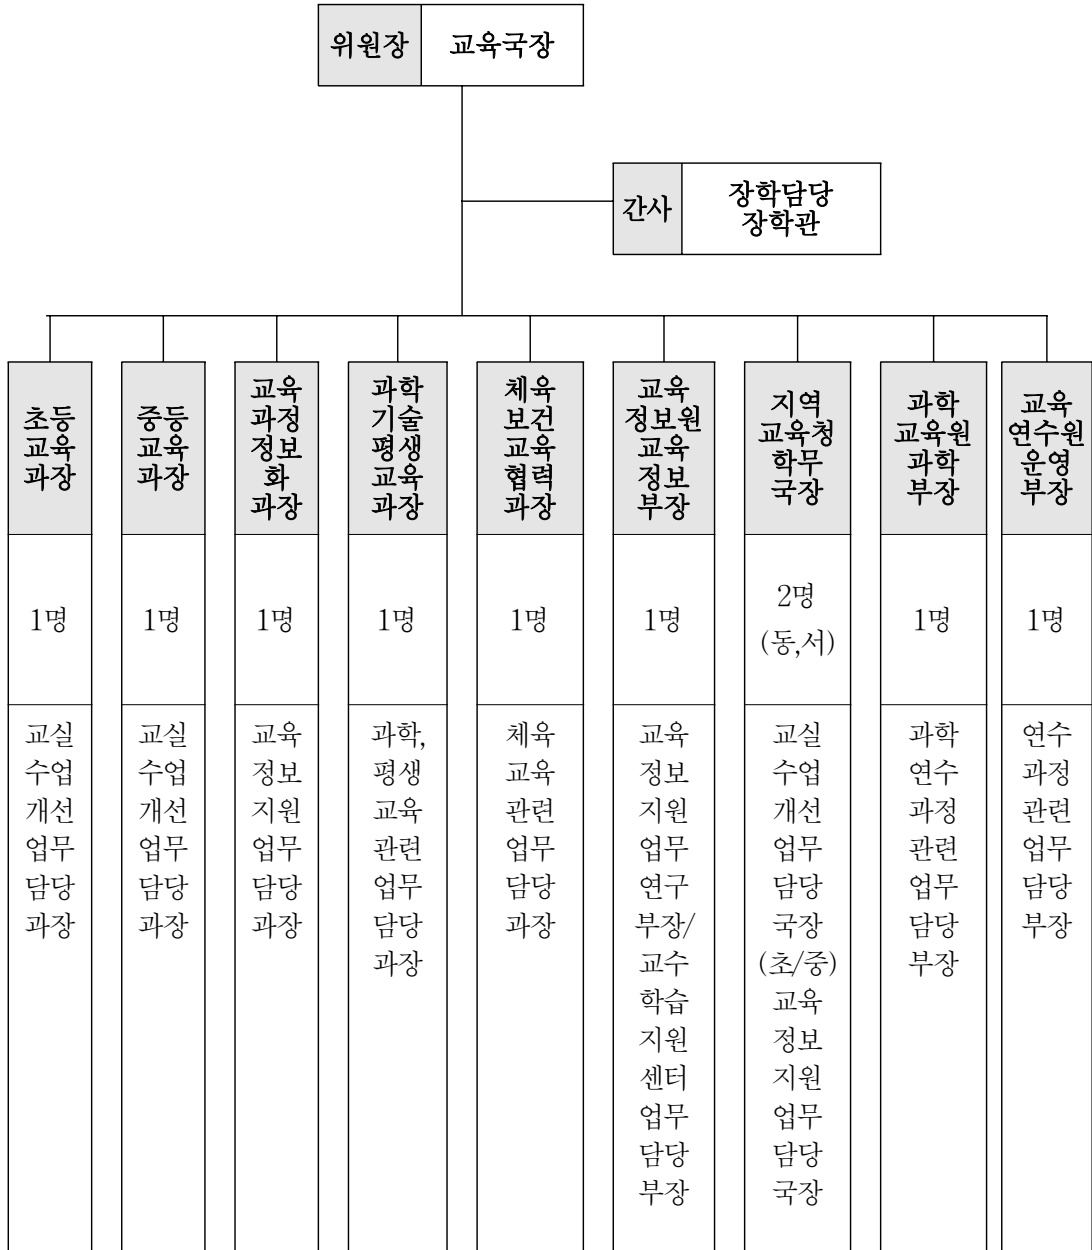 위원장
교육국장
간사
장학담당
장학관
초등
교육
과장
1명
교실
수업
개선
업무
담당
과장
중등
교육
과장
1명
교실
수업
개선
업무
담당
과장
교육
과정
정보
화
과장
1명
교육
정보
지원
업무
담당
과장
과학
기술
평생
교육
과장
1명
과학,
평생
교육
관련
업무
담당
과장
체육
보건
교육
협력
과장
1명
체육
교육
관련
업무
담당
과장
교육
정보원
교육
정보
부장
1명
교육
정보
지원
업무
연구
부장/
교수
학습
지원
센터
업무
담당
부장
지역
교육청
학무
국장
2명
(동,서)
교실
수업
개선
업무
담당
국장
(초/중)
교육
정보
지원
업무
담당
국장
과학
교육원
과학
부장
1명
과학
연수
과정
관련
업무
담당
부장
교육
연수원
운영
부장
1명
연수
과정
관련
업무
담당
부장